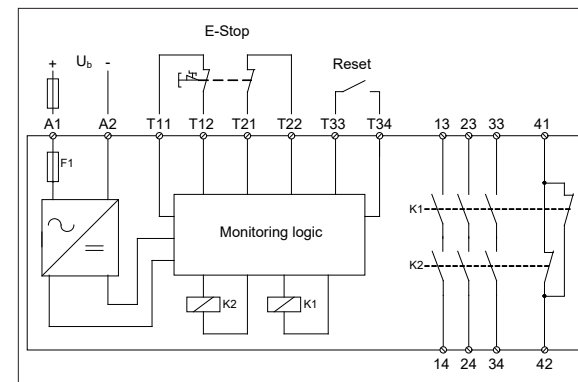 E-Stop
+ Ub - Reset
A1 A2 T11 T12 T21 T22 T33 T34 13 23 33 41
F1
K1
Monitoring logic
K2
K2 K1
14 24 34 42